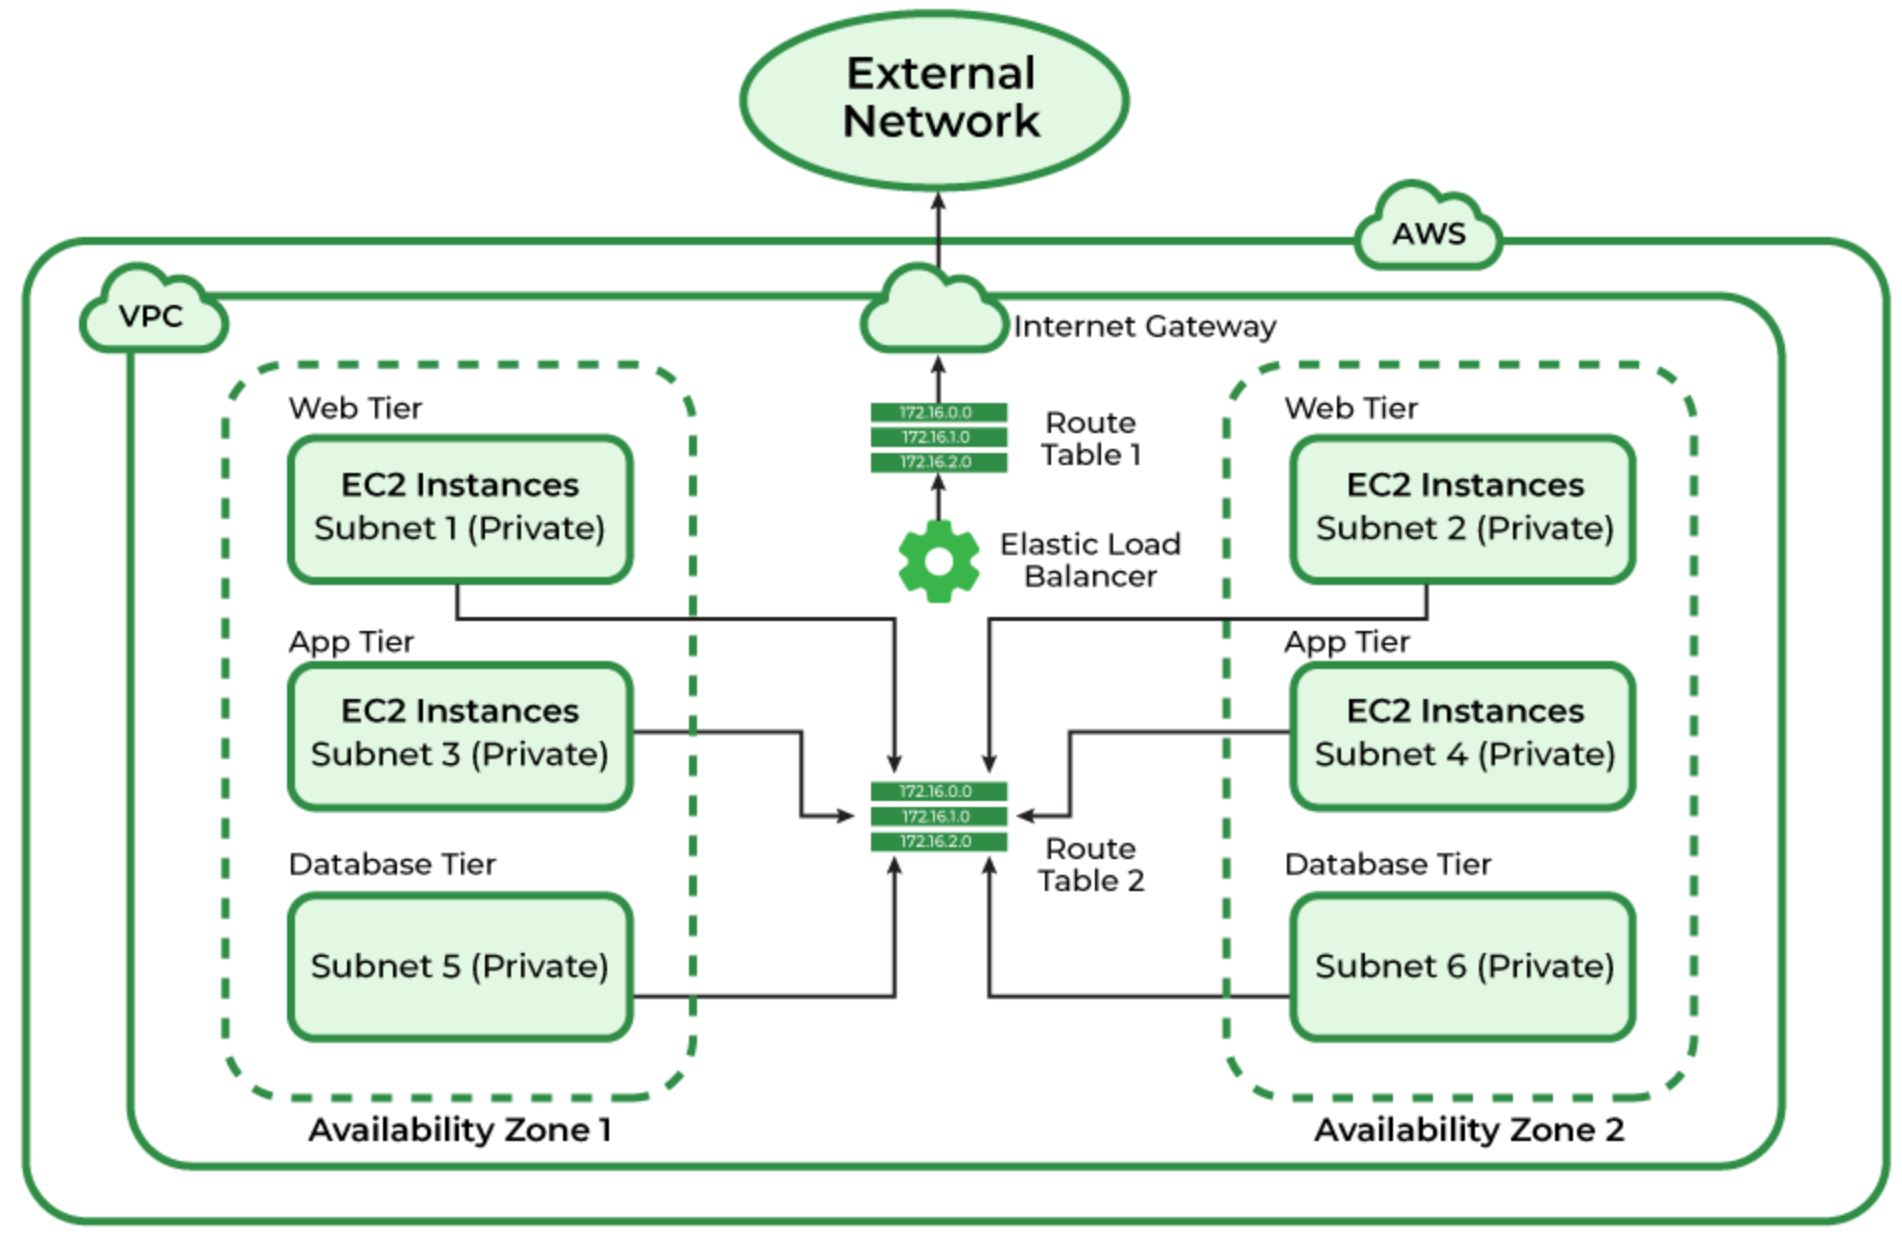 External
Network
AWS
VPC
Internet Gateway
Web Tier
EC2 Instances
Subnet 1 (Private)
App Tier
EC2 Instances
Subnet 3 (Private)
Database Tier
Subnet 5 (Private)
Availability Zone 1
172.16.0.0
172.16.1.0
172.16.2.0
Route
Table 1
Elastic Load
Balancer
172.16.0.0
172.16.1.0
172.16.2.0
Route
Table 2
Web Tier
EC2 Instances
Subnet 2 (Private)
App Tier
EC2 Instances
Subnet 4 (Private)
Database Tier
Subnet 6 (Private)
Availability Zone 2